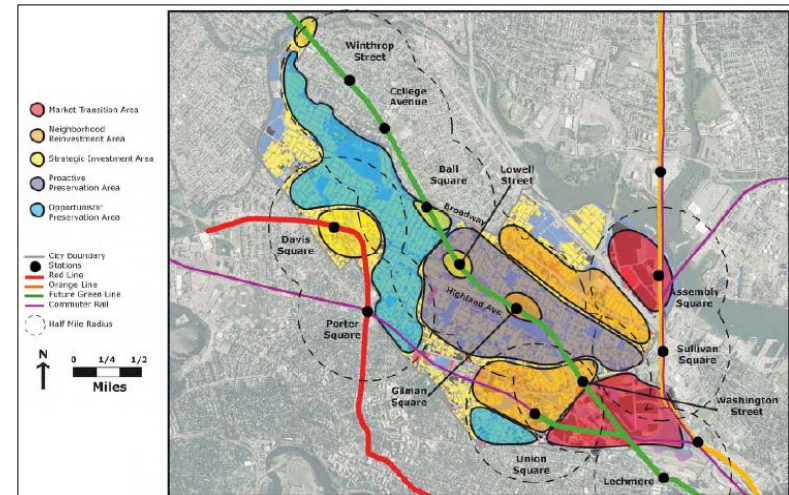 Market Transition Area
Neighborhood
Reinvestment Area
Strategic Investment Area
Proactive
Preservation Area
Opportunistic
Preservation Area
City Boundary
Stations
Red Line
Orange Line
Future Green Line
Commuter Rail
Half Mile Radius
N
0 1/4 1/2
Miles
Winthrop
Street
College
Avenue
Ball
Square
Lowell
Street
Broadway
Davis
Square
Highland Ave
Assembly
Square
Porter
Square
Sullivan
Square
Gilman
Square
Washington
Street
Union
Square
Lechmere